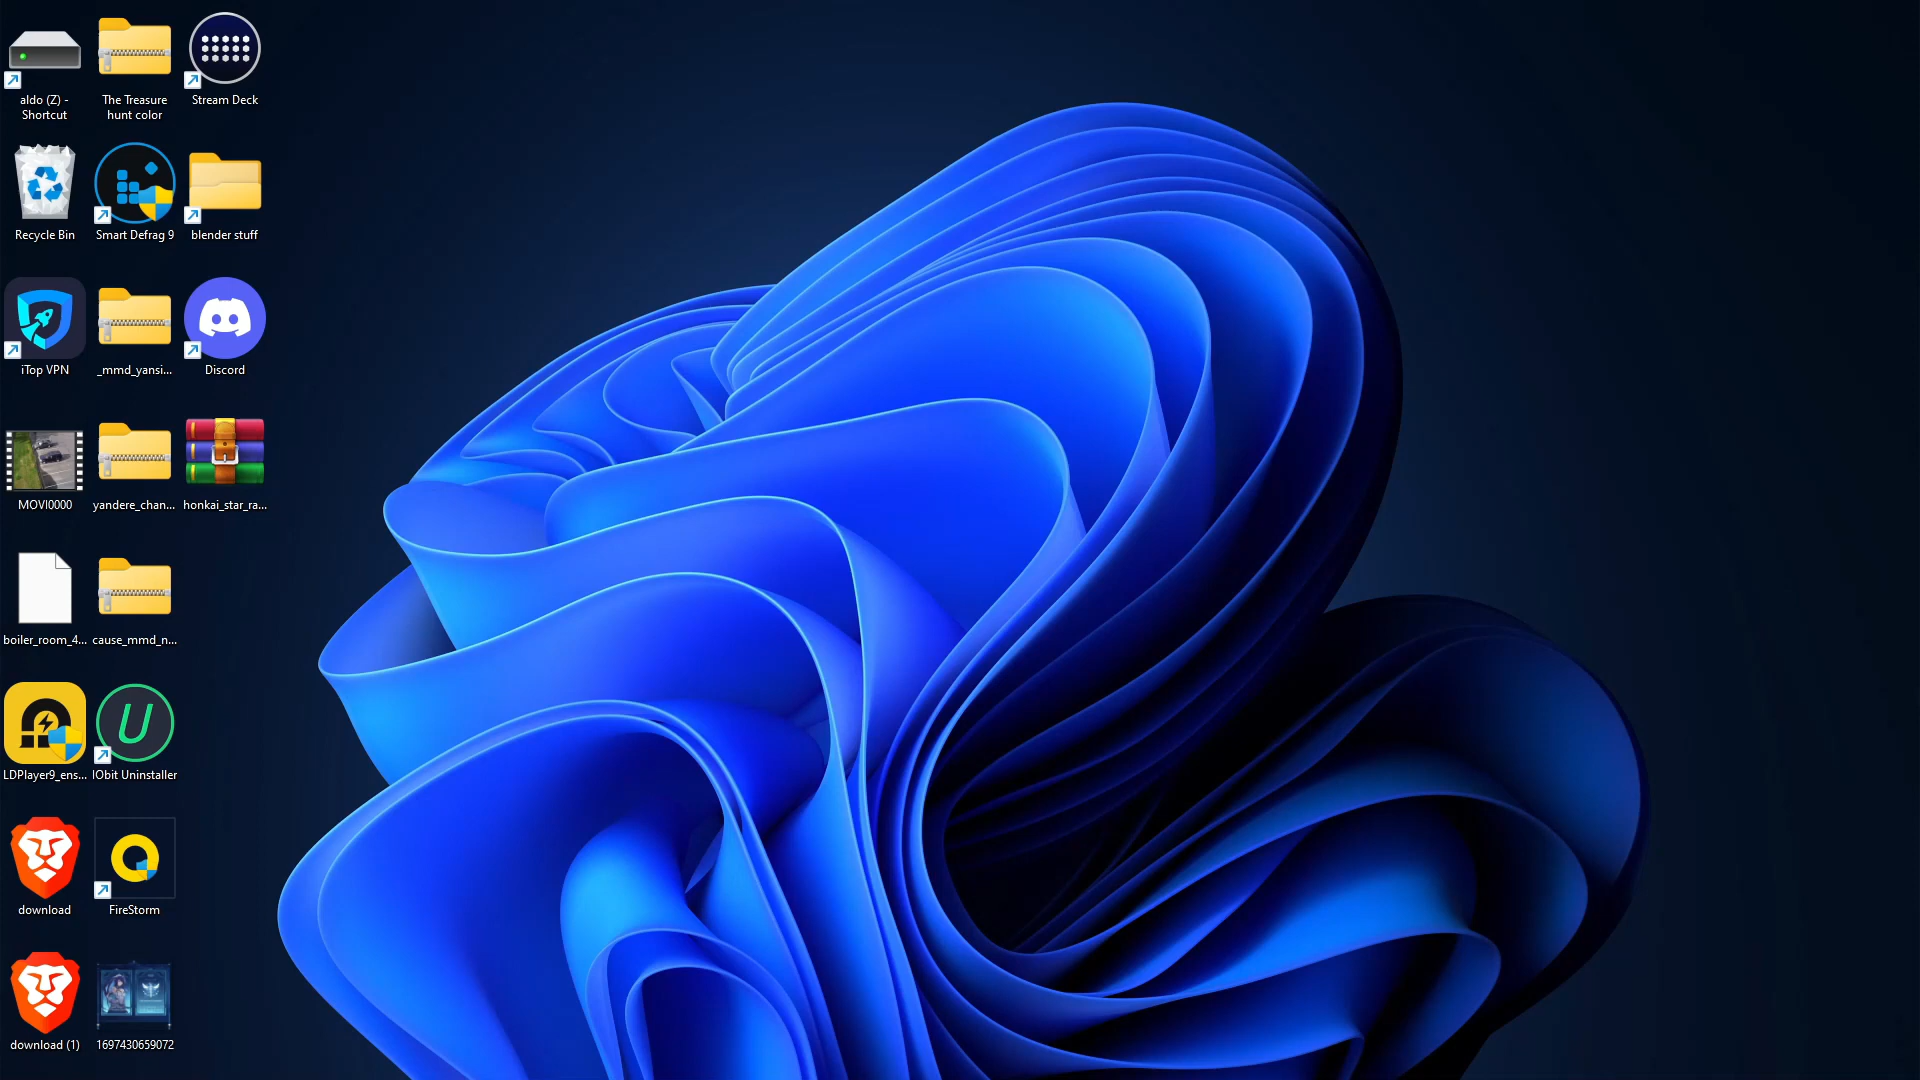 aldo (Z) -
Shortcut
The Treasure
hunt color
Stream Deck
Recycle Bin
Smart Defrag 9
blender stuff
iTop VPN
_mmd_yansi...
Discord
MOVI0000
yandere_chan...
honkai_star_ra...
boiler_room_4...
cause_mmd_n...
LDPlayer9_ens...
IObit Uninstaller
download
FireStorm
download (1)
1697430659072